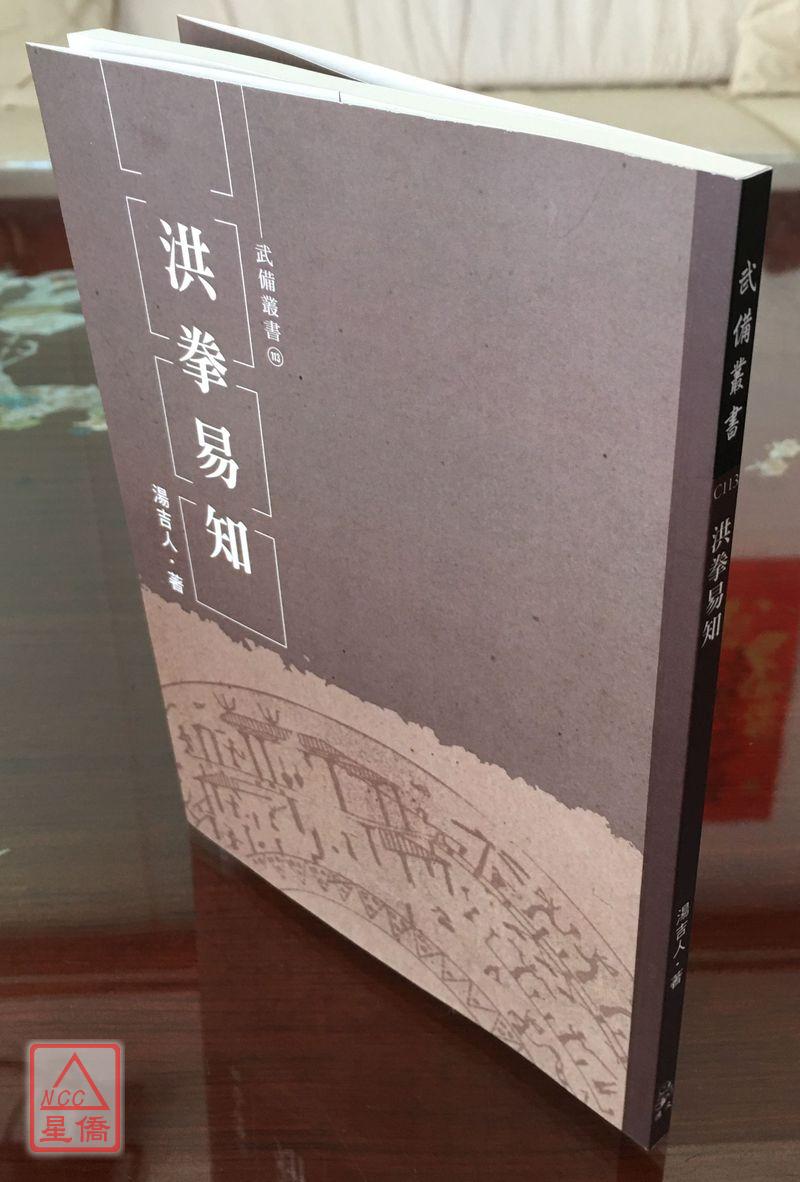 武備叢書 113
洪拳易知
湯吉人・著
武備叢書
C113
洪拳易知
湯吉人・著
NCC
星僑